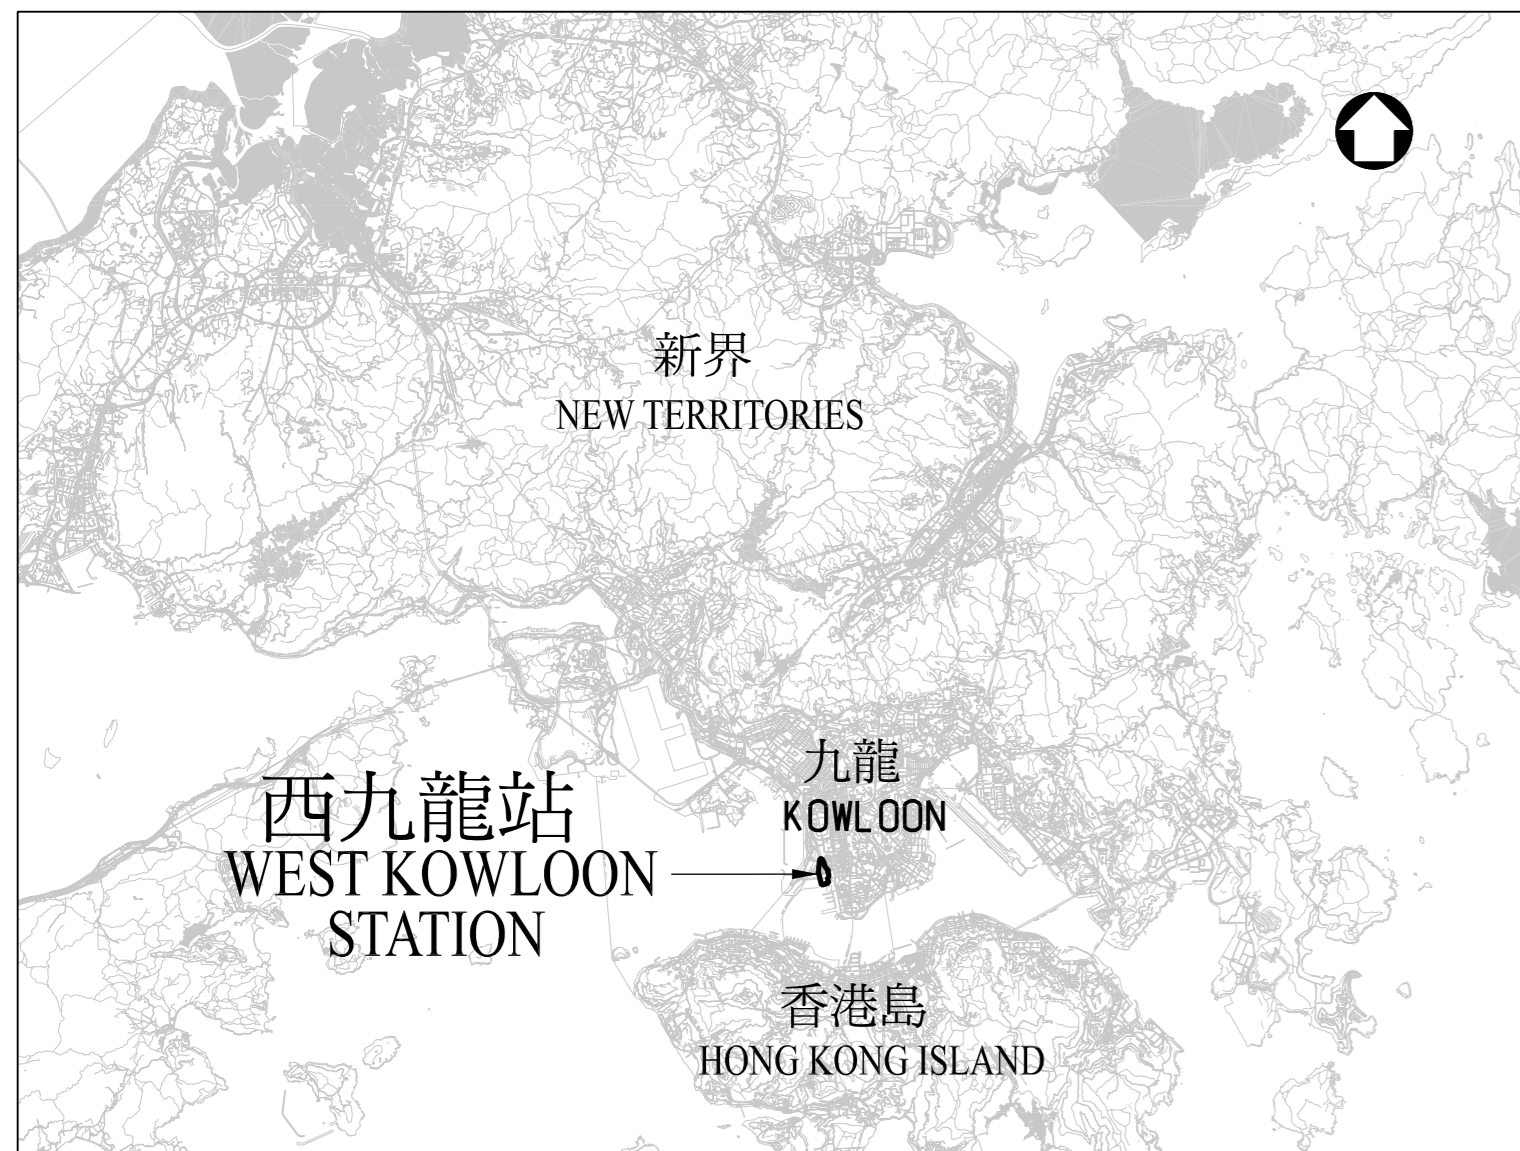 新界
NEW TERRITORIES
九龍
KOWLOON
西九龍站
WEST KOWLOON
STATION
香港島
HONG KONG ISLAND